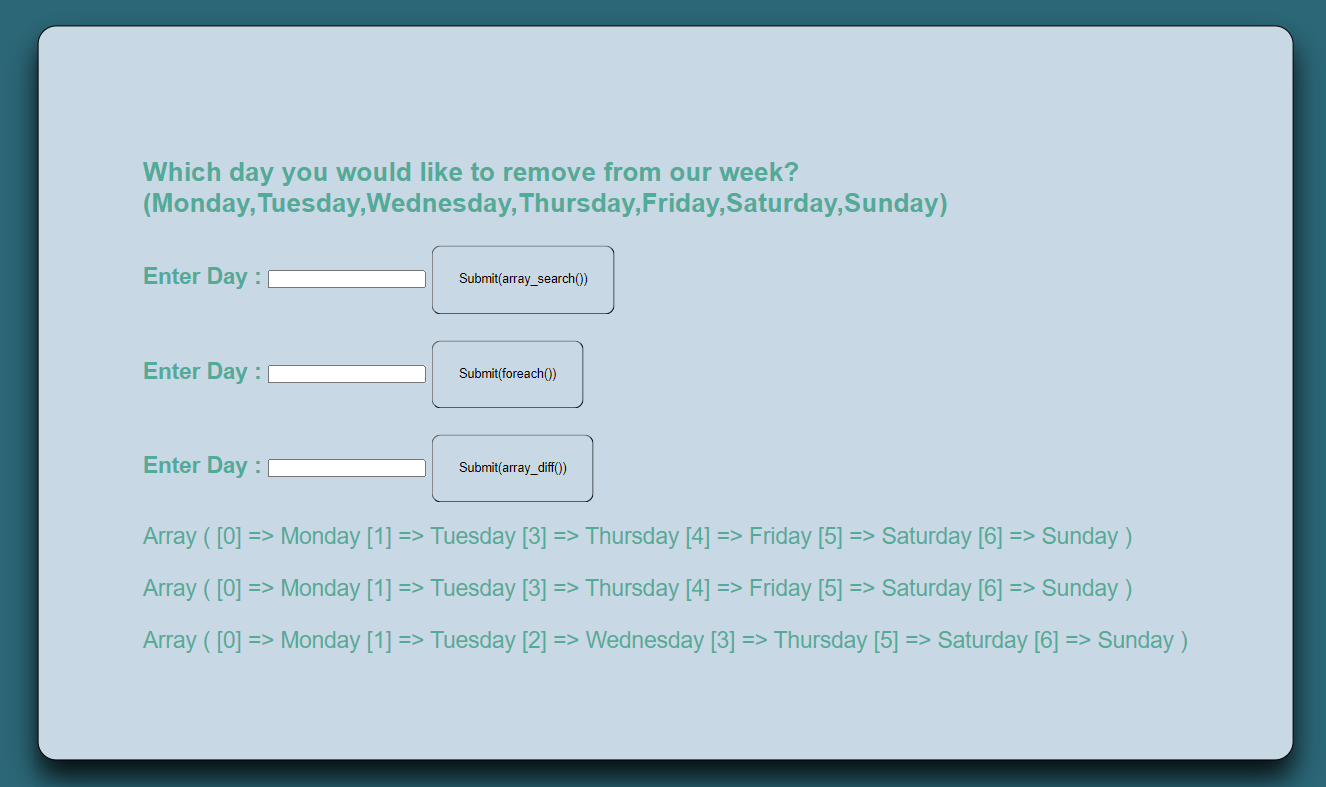 Which day you would like to remove from our week?
(Monday,Tuesday,Wednesday,Thursday,Friday,Saturday,Sunday)
Enter Day : Submit(array_search())
Enter Day : Submit(foreach())
Enter Day : Submit(array_diff())
Array ( [0] => Monday [1] => Tuesday [3] => Thursday [4] => Friday [5] => Saturday [6] => Sunday )
Array ( [0] => Monday [1] => Tuesday [3] => Thursday [4] => Friday [5] => Saturday [6] => Sunday )
Array ( [0] => Monday [1] => Tuesday [2] => Wednesday [3] => Thursday [5] => Saturday [6] => Sunday )